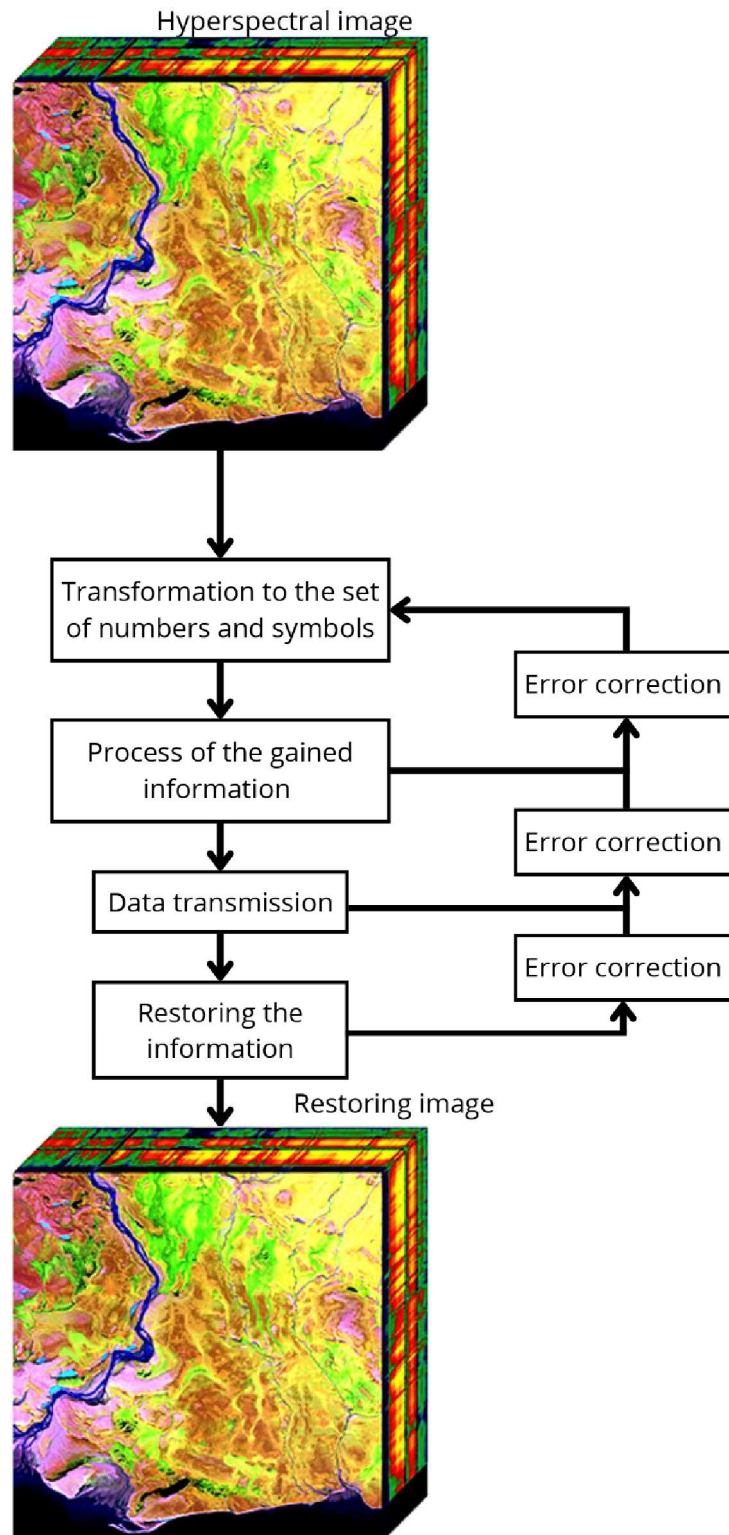 Hyperspectral image
Transformation to the set
of numbers and symbols
Error correction
Process of the gained
information
Error correction
Data transmission
Error correction
Restoring the
information
Restoring image